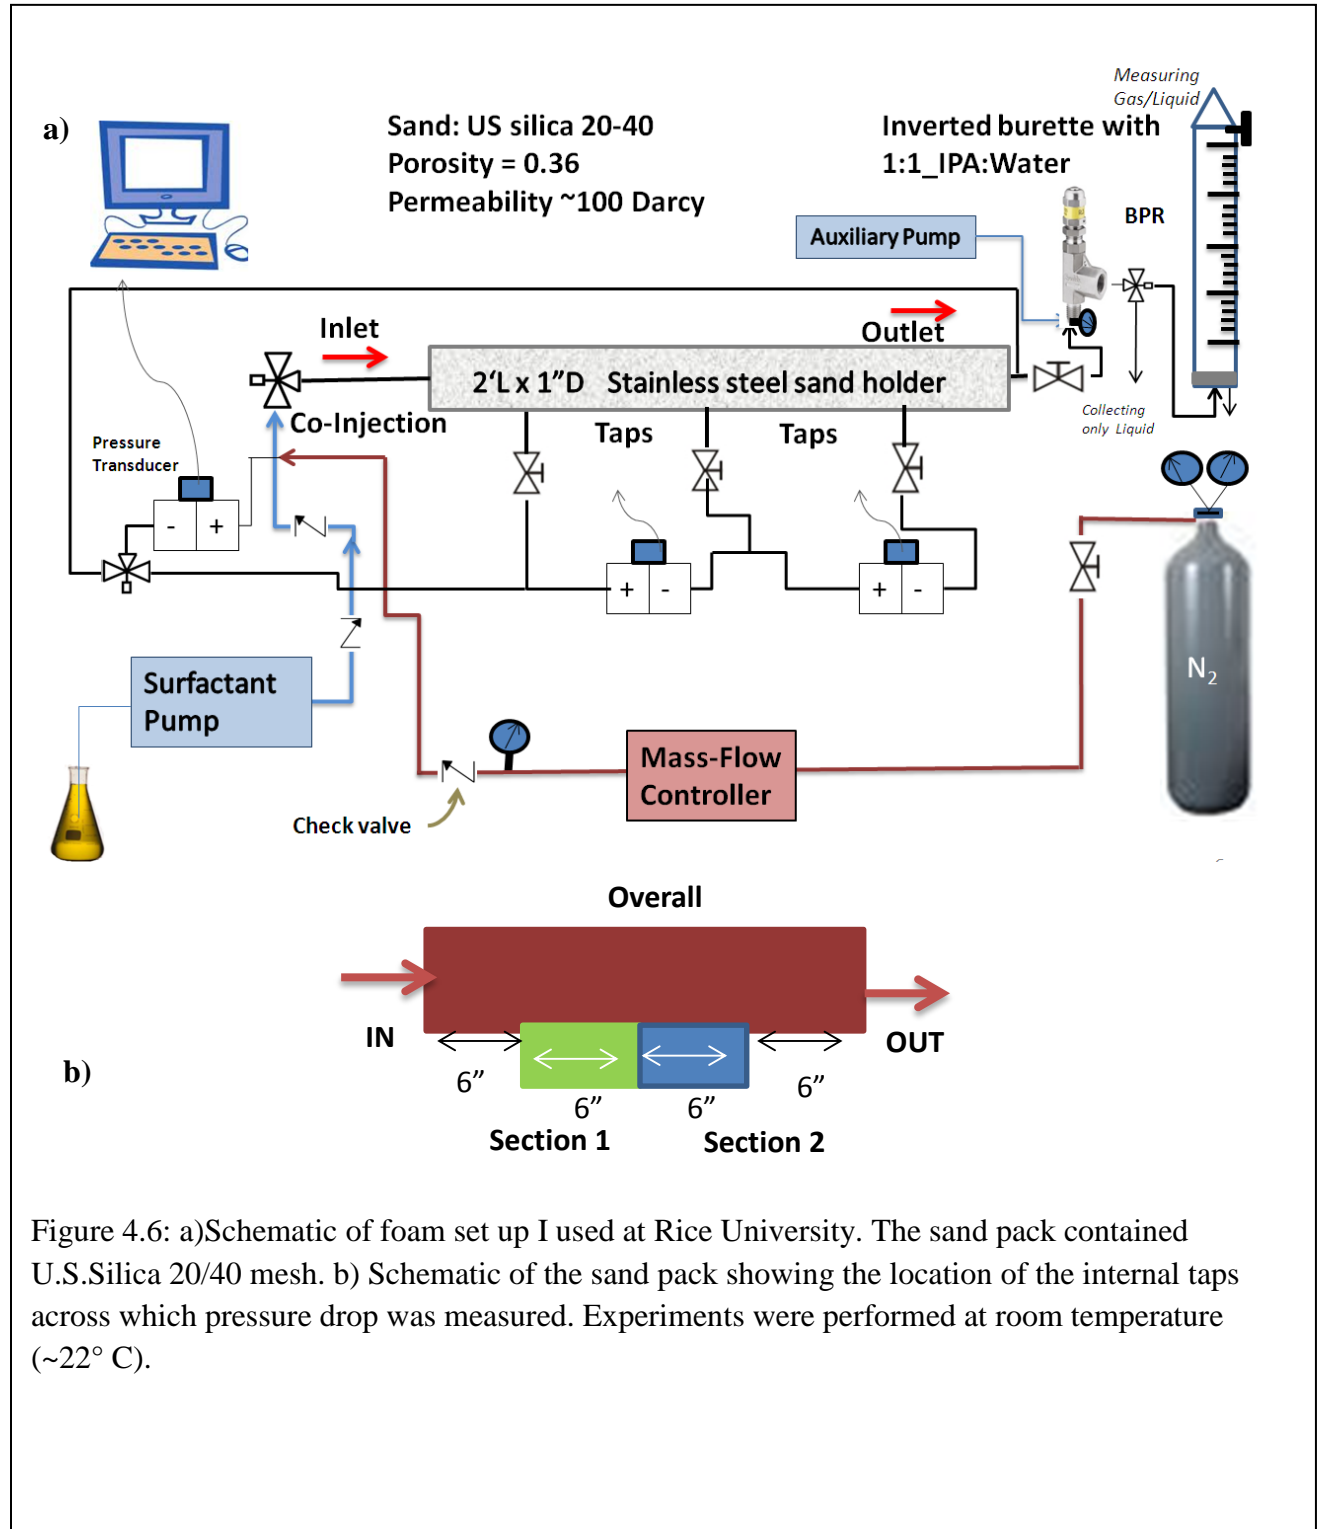 a)
Sand: US silica 20-40
Porosity = 0.36
Permeability ~100 Darcy
Inverted burette with
1:1_IPA:Water
Measuring
Gas/Liquid
BPR
Auxiliary Pump
Inlet
Outlet
2'L x 1”D Stainless steel sand holder
Co-Injection
Taps
Taps
Collecting
only Liquid
Pressure
Transducer
- +
+ -
+ -
N2
Surfactant
Pump
Mass-Flow
Controller
Check valve
Overall
IN
OUT
b)
6”
6”
6”
6”
Section 1
Section 2
Figure 4.6: a)Schematic of foam set up I used at Rice University. The sand pack contained
U.S.Silica 20/40 mesh. b) Schematic of the sand pack showing the location of the internal taps
across which pressure drop was measured. Experiments were performed at room temperature
(~22° C).